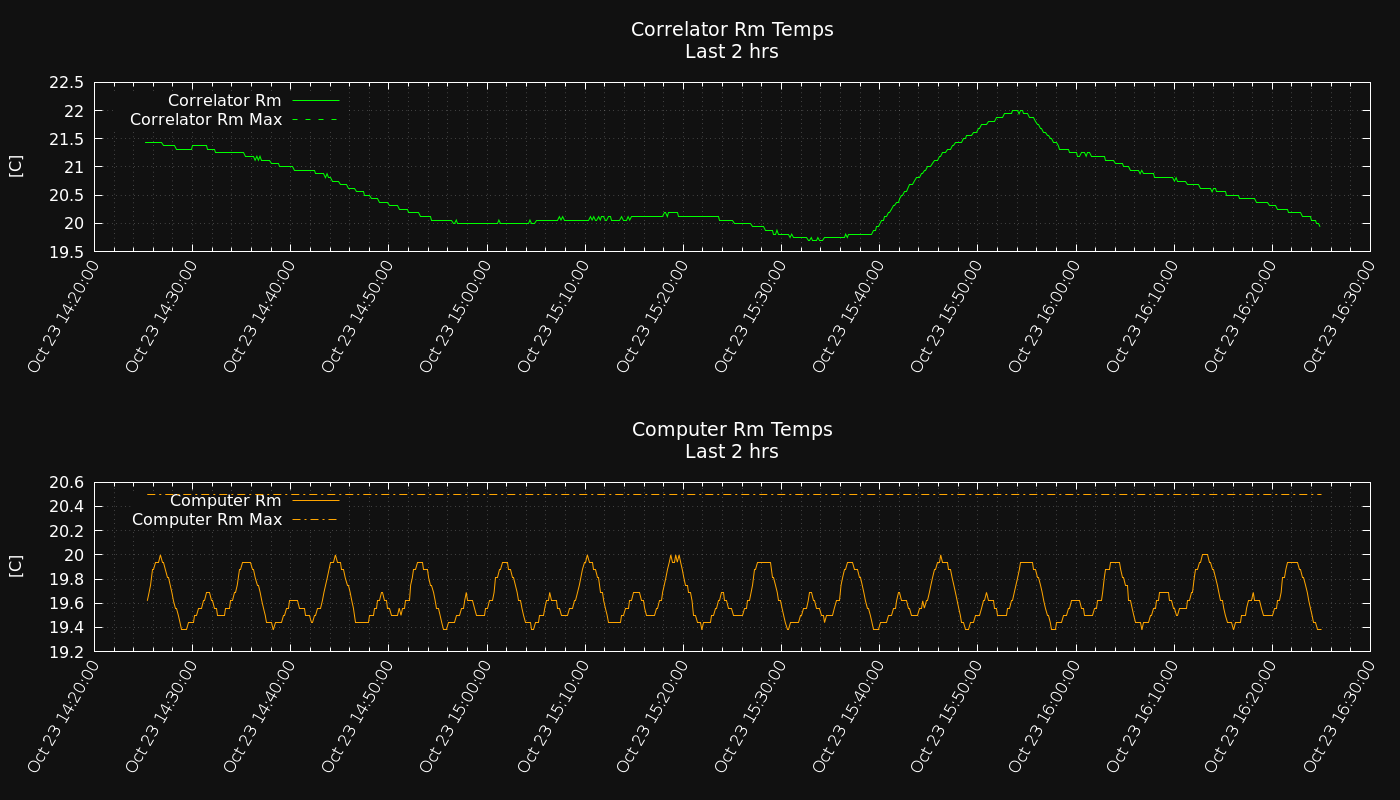 Correlator Rm Temps
Last 2 hrs
22.5
22
21.5
21
20.5
20
19.5
[C]
Correlator Rm
Correlator Rm Max
Oct 23 14:20:00
Oct 23 14:30:00
Oct 23 14:40:00
Oct 23 14:50:00
Oct 23 15:00:00
Oct 23 15:10:00
Oct 23 15:20:00
Oct 23 15:30:00
Oct 23 15:40:00
Oct 23 15:50:00
Oct 23 16:00:00
Oct 23 16:10:00
Oct 23 16:20:00
Oct 23 16:30:00
Computer Rm Temps
Last 2 hrs
20.6
20.4
20.2
20
19.8
19.6
19.4
19.2
[C]
Computer Rm
Computer Rm Max
Oct 23 14:20:00
Oct 23 14:30:00
Oct 23 14:40:00
Oct 23 14:50:00
Oct 23 15:00:00
Oct 23 15:10:00
Oct 23 15:20:00
Oct 23 15:30:00
Oct 23 15:40:00
Oct 23 15:50:00
Oct 23 16:00:00
Oct 23 16:10:00
Oct 23 16:20:00
Oct 23 16:30:00